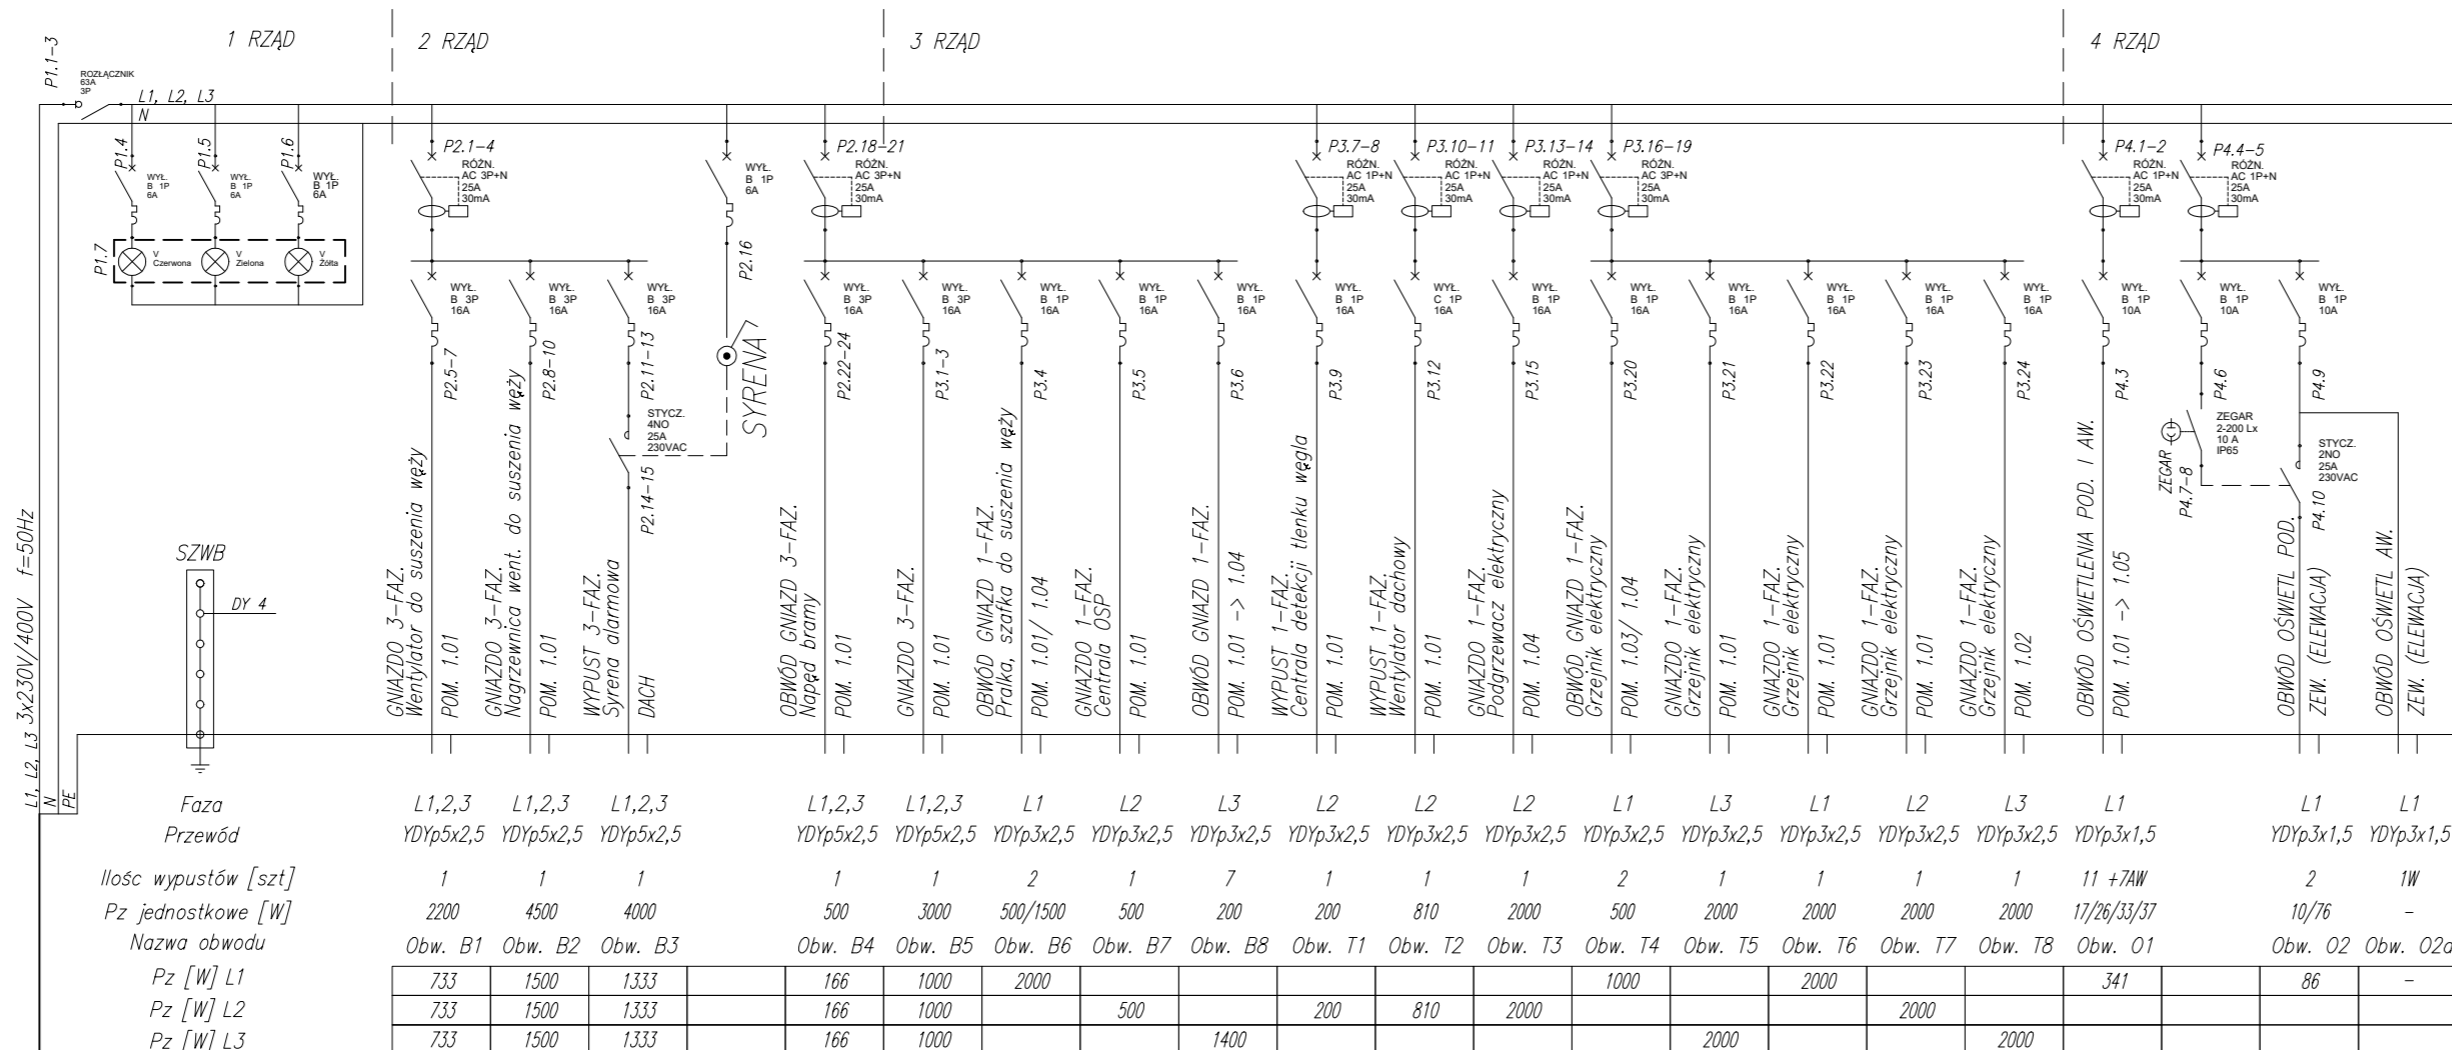 1 RZĄD
2 RZĄD
3 RZĄD
4 RZĄD
P1.1-3
ROZŁĄCZNIK
63A
3P
L1, L2, L3
N
P1.4
WYŁ.
B 1P
6A
P1.5
WYŁ.
B 1P
6A
P1.6
WYŁ.
B 1P
6A
P1.7
V
Czerwona
V
Zielona
V
Żółta
P2.1-4
RÓŻN.
AC 3P+N
25A
30mA
WYŁ.
B 1P
6A
P2.16
SYRENA
P2.18-21
RÓŻN.
AC 3P+N
25A
30mA
P3.7-8
RÓŻN.
AC 1P+N
25A
30mA
P3.10-11
RÓŻN.
AC 1P+N
25A
30mA
P3.13-14
RÓŻN.
AC 1P+N
25A
30mA
P3.16-19
RÓŻN.
AC 3P+N
25A
30mA
P4.1-2
RÓŻN.
AC 1P+N
25A
30mA
P4.4-5
RÓŻN.
AC 1P+N
25A
30mA
WYŁ.
B 3P
16A
P2.5-7
WYŁ.
B 3P
16A
P2.8-10
WYŁ.
B 3P
16A
P2.11-13
STYCZ.
4NO
25A
230VAC
P2.14-15
WYŁ.
B 3P
16A
P2.22-24
WYŁ.
B 3P
16A
P3.1-3
WYŁ.
B 1P
16A
P3.4
WYŁ.
B 1P
16A
P3.5
WYŁ.
B 1P
16A
P3.6
WYŁ.
B 1P
16A
P3.9
WYŁ.
C 1P
16A
P3.12
WYŁ.
B 1P
16A
P3.15
WYŁ.
B 1P
16A
P3.20
WYŁ.
B 1P
16A
P3.21
WYŁ.
B 1P
16A
P3.22
WYŁ.
B 1P
16A
P3.23
WYŁ.
B 1P
16A
P3.24
WYŁ.
B 1P
10A
P4.3
WYŁ.
B 1P
10A
P4.6
ZEGAR
2-200 Lx
10 A
IP65
ZEGAR
P4.7-8
WYŁ.
B 1P
10A
P4.9
STYCZ.
2NO
25A
230VAC
P4.10
L1, L2, L3 3x230V/400V f=50Hz
N
PE
SZWB
DY 4
GNIAZDO 3-FAZ.
Wentylator do suszenia węży
POM. 1.01
GNIAZDO 3-FAZ.
Nagrzewnica went. do suszenia węży
POM. 1.01
WYPUST 3-FAZ.
Syrena alarmowa
DACH
OBWÓD GNIAZD 3-FAZ.
Napęd bramy
POM. 1.01
GNIAZDO 3-FAZ.
POM. 1.01
OBWÓD GNIAZD 1-FAZ.
Pralka, szafka do suszenia węży
POM. 1.01/ 1.04
GNIAZDO 1-FAZ.
Centrala OSP
POM. 1.01
OBWÓD GNIAZD 1-FAZ.
POM. 1.01 -> 1.04
WYPUST 1-FAZ.
Centrala detekcji tlenku węgla
POM. 1.01
WYPUST 1-FAZ.
Wentylator dachowy
POM. 1.01
GNIAZDO 1-FAZ.
Podgrzewacz elektryczny
POM. 1.04
OBWÓD GNIAZD 1-FAZ.
Grzejnik elektryczny
POM. 1.03/ 1.04
GNIAZDO 1-FAZ.
Grzejnik elektryczny
POM. 1.01
GNIAZDO 1-FAZ.
Grzejnik elektryczny
POM. 1.01
GNIAZDO 1-FAZ.
Grzejnik elektryczny
POM. 1.01
GNIAZDO 1-FAZ.
Grzejnik elektryczny
POM. 1.02
OBWÓD OŚWIETLENIA POD. I AW.
POM. 1.01 -> 1.05
OBWÓD OŚWIETL POD.
ZEW. (ELEWACJA)
OBWÓD OŚWIETL AW.
ZEW. (ELEWACJA)
Faza L1,2,3 L1,2,3 L1,2,3 L1,2,3 L1,2,3 L1 L2 L3 L2 L2 L2 L1 L3 L1 L2 L3 L1 L1 L1
Przewód YDYp5x2,5 YDYp5x2,5 YDYp5x2,5 YDYp5x2,5 YDYp5x2,5 YDYp3x2,5 YDYp3x2,5 YDYp3x2,5 YDYp3x2,5 YDYp3x2,5 YDYp3x2,5 YDYp3x2,5 YDYp3x2,5 YDYp3x2,5 YDYp3x2,5 YDYp3x2,5 YDYp3x1,5 YDYp3x1,5 YDYp3x1,5
Ilośc wypustów [szt] 1 1 1 1 1 2 1 7 1 1 1 2 1 1 1 1 11 +7AW 2 1W
Pz jednostkowe [W] 2200 4500 4000 500 3000 500/1500 500 200 200 810 2000 500 2000 2000 2000 2000 17/26/33/37 10/76 -
Nazwa obwodu Obw. B1 Obw. B2 Obw. B3 Obw. B4 Obw. B5 Obw. B6 Obw. B7 Obw. B8 Obw. T1 Obw. T2 Obw. T3 Obw. T4 Obw. T5 Obw. T6 Obw. T7 Obw. T8 Obw. O1 Obw. O2 Obw. O2a
Pz [W] L1 733 1500 1333 166 1000 2000 1000 2000 341 86 -
Pz [W] L2 733 1500 1333 166 1000 500 200 810 2000 2000
Pz [W] L3 733 1500 1333 166 1000 1400 2000 2000